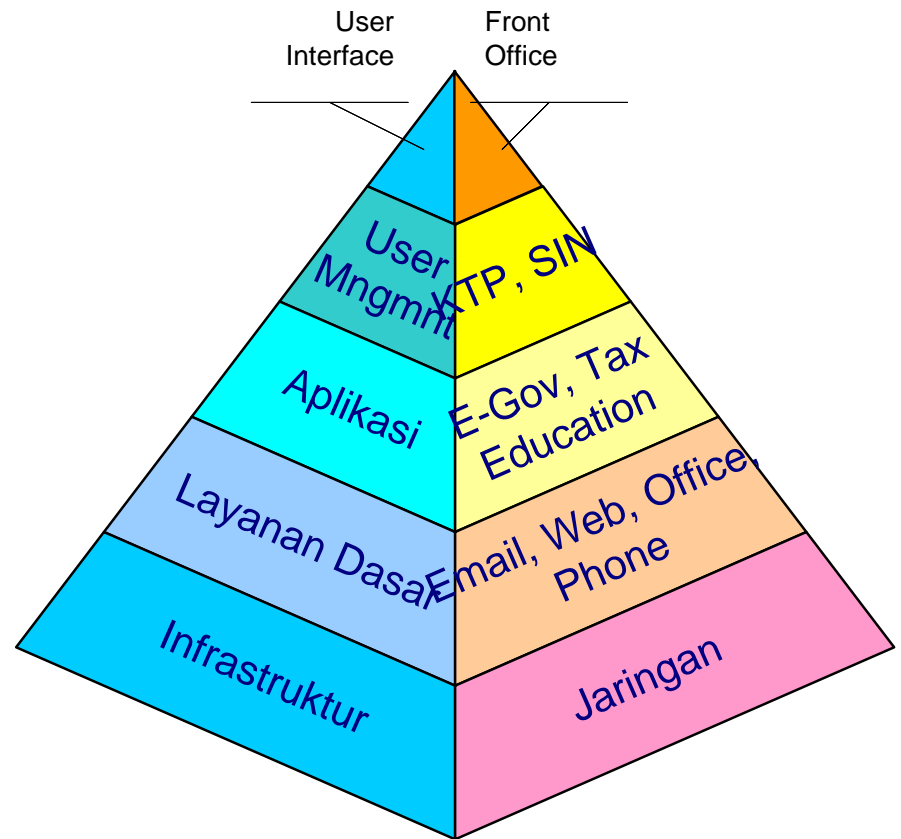 User
Interface
Front
Office
User
Mngmnt
KTP, SIN
Aplikasi
E-Gov, Tax
Education
Layanan Dasar
Email, Web, Office,
Phone
Infrastruktur
Jaringan